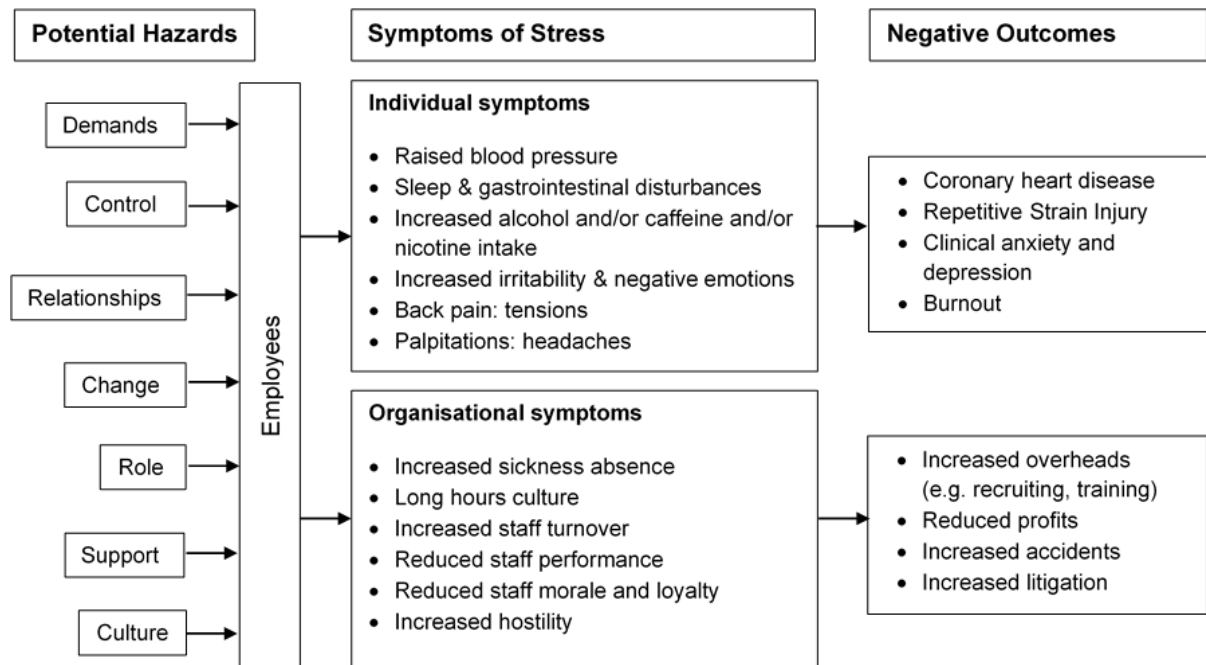 Potential Hazards
Symptoms of Stress
Negative Outcomes
Demands
Control
Relationships
Change
Role
Support
Culture
Employees
Individual symptoms
• Raised blood pressure
• Sleep & gastrointestinal disturbances
• Increased alcohol and/or caffeine and/or
nicotine intake
• Increased irritability & negative emotions
• Back pain: tensions
• Palpitations: headaches
Organisational symptoms
• Increased sickness absence
• Long hours culture
• Increased staff turnover
• Reduced staff performance
• Reduced staff morale and loyalty
• Increased hostility
• Coronary heart disease
• Repetitive Strain Injury
• Clinical anxiety and
depression
• Burnout
• Increased overheads
(e.g. recruiting, training)
• Reduced profits
• Increased accidents
• Increased litigation